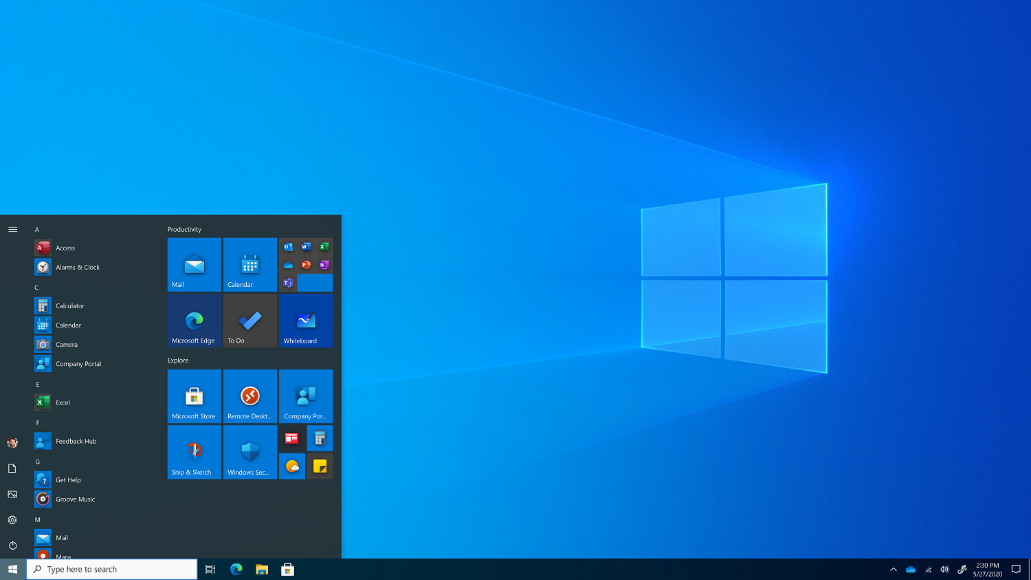 A
Access
Alarms & Clock
C
Calculator
Calendar
Camera
Company Portal
E
Excel
F
Feedback Hub
G
Get Help
Groove Music
M
Mail
Maps
Productivity
Mail
Calendar
Microsoft Edge
To Do
Whiteboard
Explore
Microsoft Store
Remote Deskt...
Company Por...
Snip & Sketch
Windows Sec...
Type here to search
2:30 PM
5/27/2020